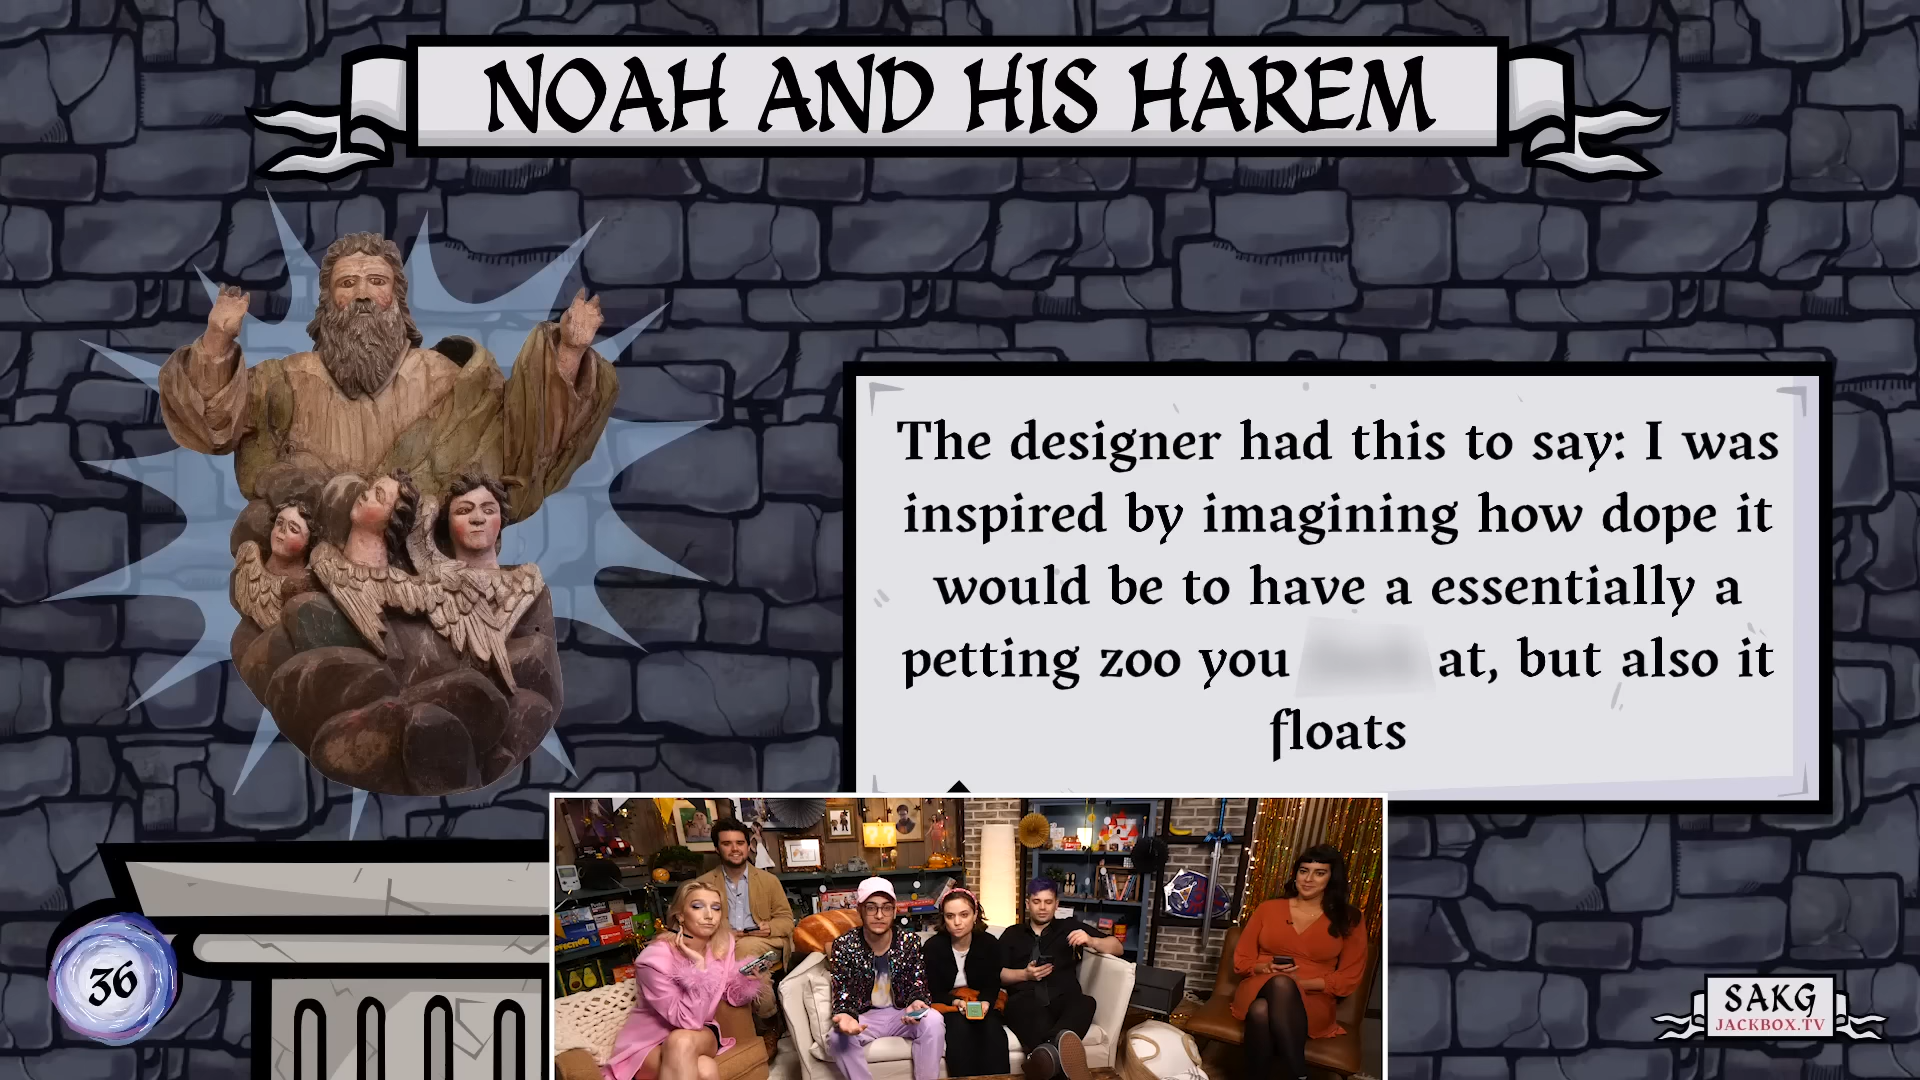 NOAH AND HIS HAREM
The designer had this to say: I was
inspired by imagining how dope it
would be to have a essentially a
petting zoo you at, but also it
floats
36
SAKG
JACKBOX.TV